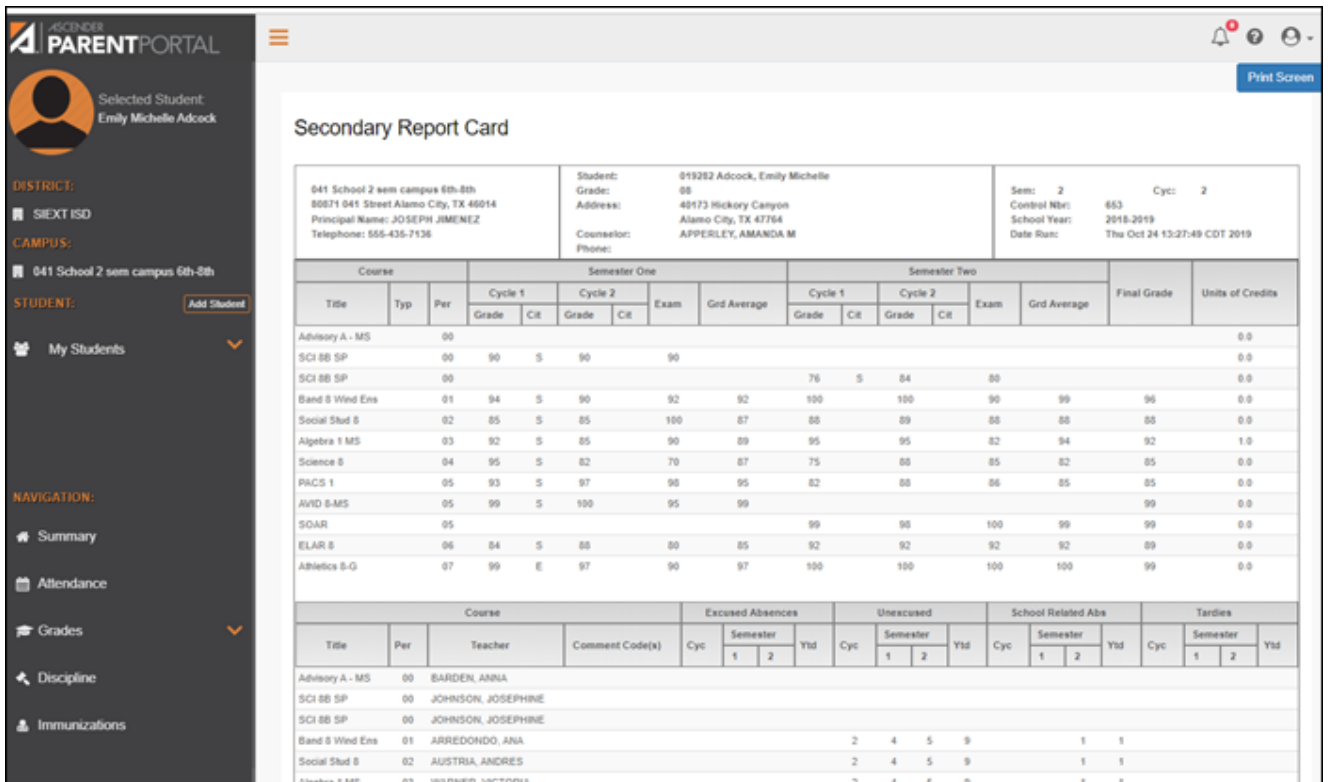 ASCENDER
PARENTPORTAL
0
Print Screen
Selected Student:
Emily Michelle Adcock
DISTRICT:
SIEXT ISD
CAMPUS:
041 School 2 sem campus 6th-8th
STUDENT: Add Student
My Students
NAVIGATION:
Summary
Attendance
Grades
Discipline
Immunizations
Secondary Report Card
041 School 2 sem campus 6th-8th
80871 041 Street Alamo City, TX 46014
Principal Name: JOSEPH JIMENEZ
Telephone: 555-435-7136
Student: 019282 Adcock, Emily Michelle
Grade: 08
Address: 40173 Hickory Canyon
Alamo City, TX 47764
Counselor: APPERLEY, AMANDA M
Phone:
Sem: 2 Cyc: 2
Control Nbr: 653
School Year: 2018-2019
Date Run: Thu Oct 24 13:27:49 CDT 2019
Course Semester One Semester Two Final Grade Units of Credits
Title Typ Per Cycle 1 Cycle 2 Exam Grd Average Cycle 1 Cycle 2 Exam Grd Average
Grade Cit Grade Cit Grade Cit Grade Cit
Advisory A - MS 00 0.0
SCI 8B SP 00 90 S 90 90 0.0
SCI 8B SP 00 76 S 84 80 0.0
Band 8 Wind Ens 01 94 S 90 92 92 100 100 90 99 96 0.0
Social Stud 8 02 85 S 85 100 87 88 89 88 88 88 0.0
Algebra 1 MS 03 92 S 85 90 89 95 95 82 94 92 1.0
Science 8 04 95 S 82 70 87 75 88 85 82 85 0.0
PACS 1 05 93 S 97 98 95 82 88 86 85 85 0.0
AVID 8-MS 05 99 S 100 95 99 99 0.0
SOAR 05 99 98 100 99 99 0.0
ELAR 8 06 84 S 88 80 85 92 92 92 92 89 0.0
Athletics 8-G 07 99 E 97 90 97 100 100 100 100 99 0.0
Course Excused Absences Unexcused School Related Abs Tardies
Title Per Teacher Comment Code(s) Cyc Semester Ytd Cyc Semester Ytd Cyc Semester Ytd Cyc Semester Ytd
1 2 1 2 1 2 1 2
Advisory A - MS 00 BARDEN, ANNA
SCI 8B SP 00 JOHNSON, JOSEPHINE
SCI 8B SP 00 JOHNSON, JOSEPHINE
Band 8 Wind Ens 01 ARREDONDO, ANA 2 4 5 9 1 1
Social Stud 8 02 AUSTRIA, ANDRES 2 4 5 9 1 1